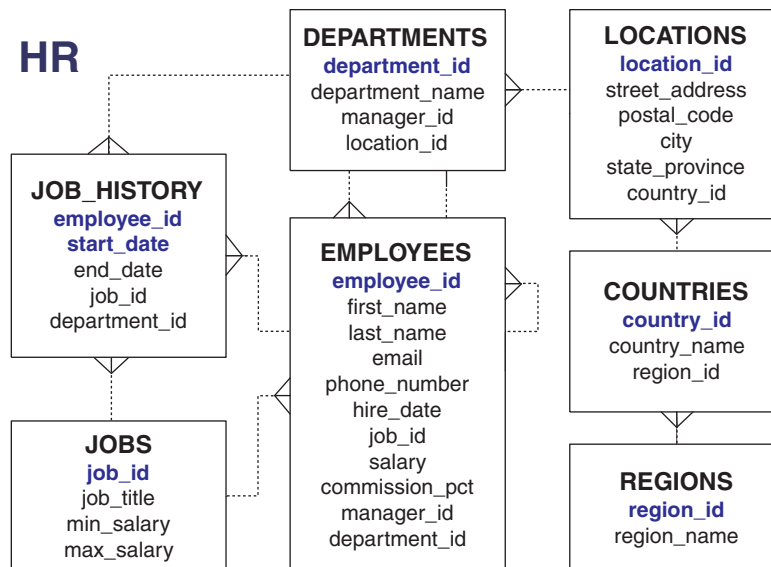 HR
DEPARTMENTS
department_id
department_name
manager_id
location_id
LOCATIONS
location_id
street_address
postal_code
city
state_province
country_id
JOB_HISTORY
employee_id
start_date
end_date
job_id
department_id
EMPLOYEES
employee_id
first_name
last_name
email
phone_number
hire_date
job_id
salary
commission_pct
manager_id
department_id
COUNTRIES
country_id
country_name
region_id
JOBS
job_id
job_title
min_salary
max_salary
REGIONS
region_id
region_name